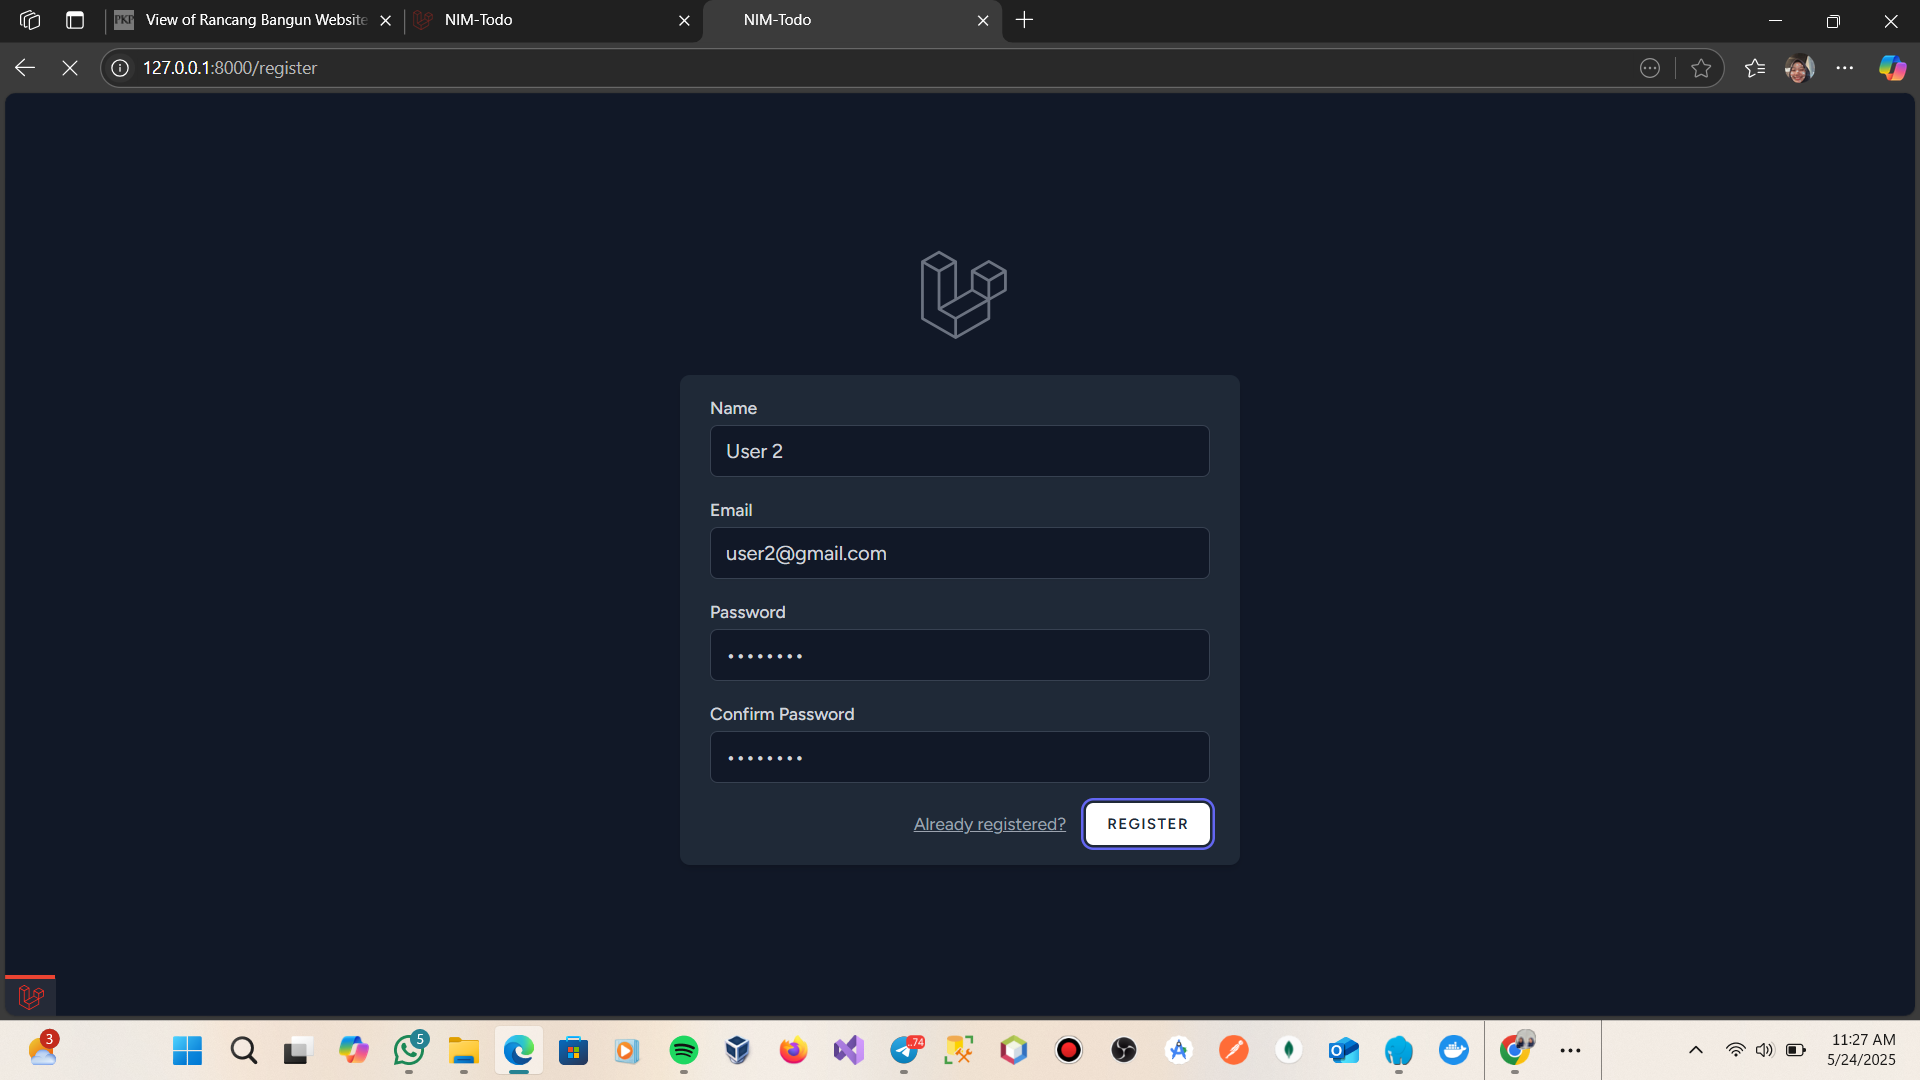 PKP View of Rancang Bangun Website
NIM-Todo
NIM-Todo
127.0.0.1:8000/register
Name
User 2
Email
user2@gmail.com
Password
••••••••
Confirm Password
••••••••
Already registered?
REGISTER
3
5
74
11:27 AM
5/24/2025